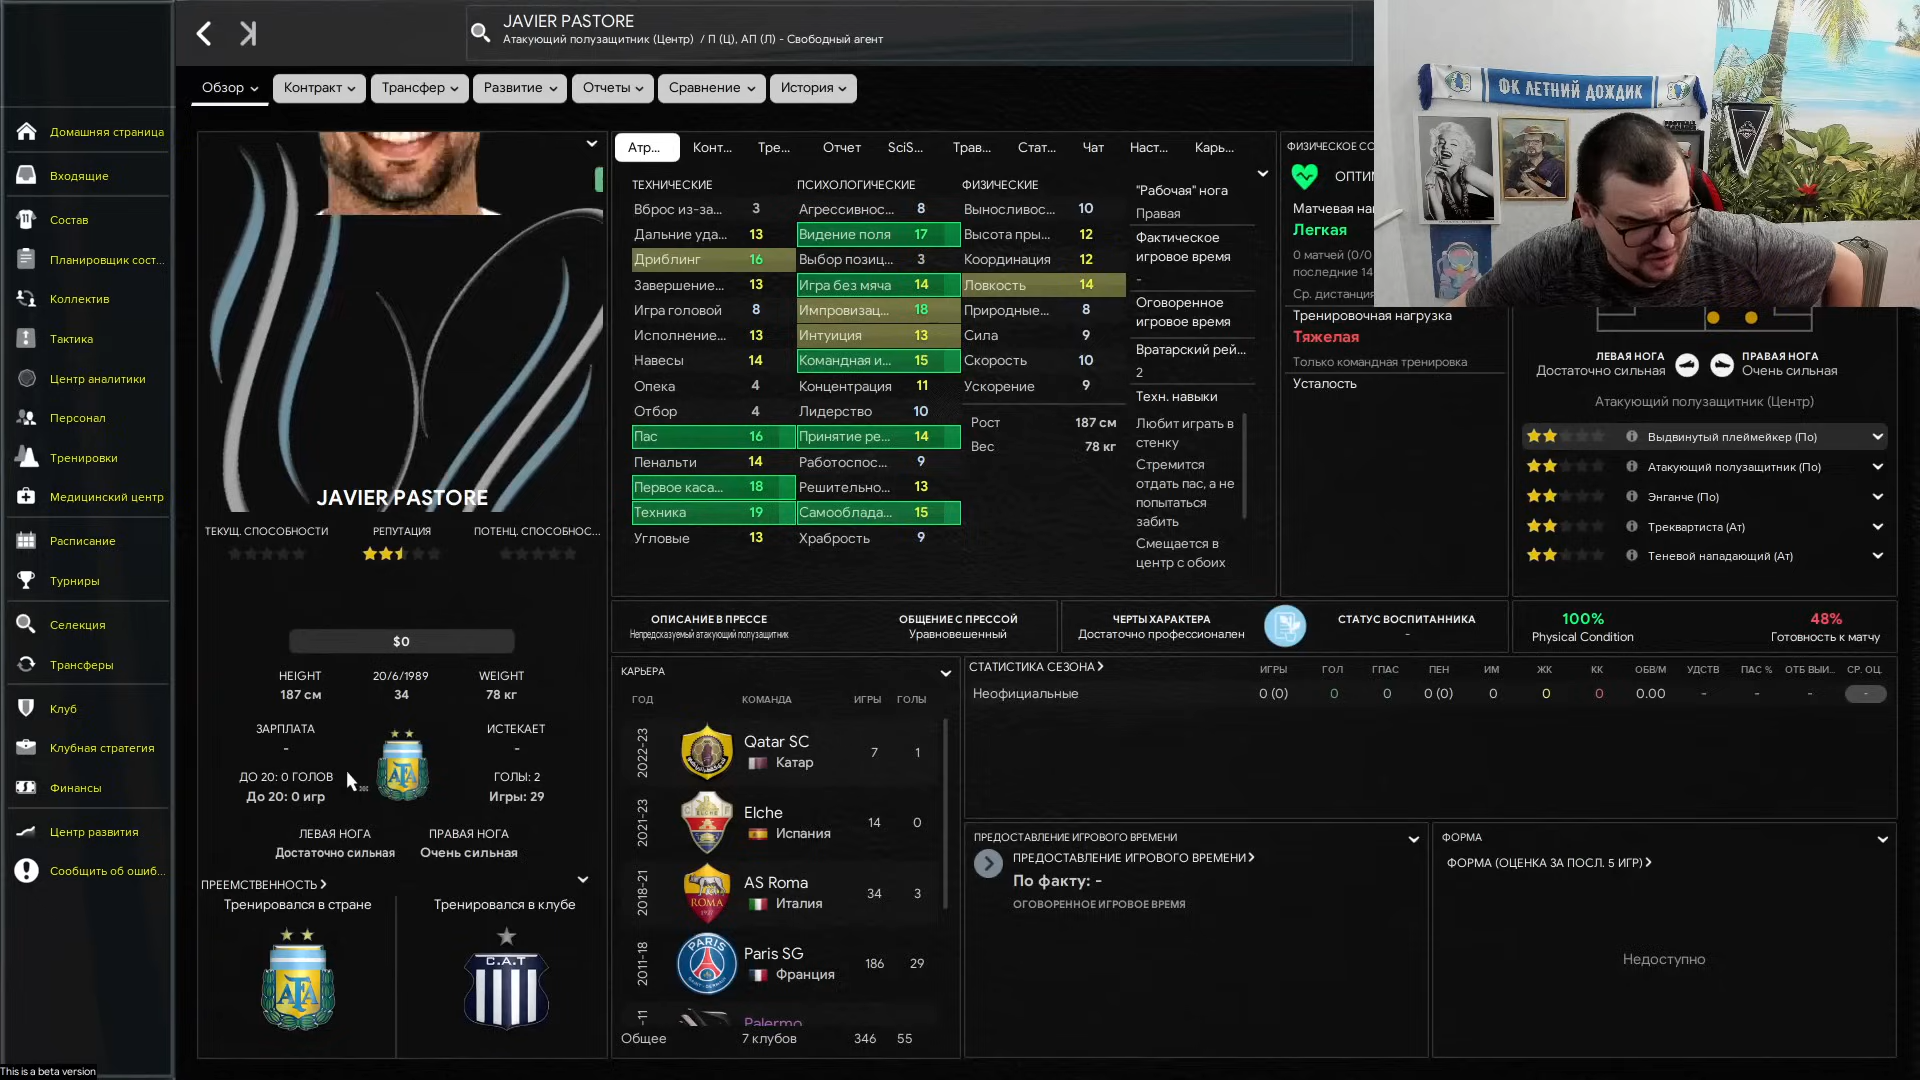 JAVIER PASTORE
Атакующий полузащитник (Центр) / П (Ц), АП (Л) - Свободный агент
Обзор
Контракт
Трансфер
Развитие
Отчеты
Сравнение
История
Домашняя страница
Входящие
Состав
Планировщик сост...
Коллектив
Тактика
Центр аналитики
Персонал
Тренировки
Медицинский центр
Расписание
Турниры
Селекция
Трансферы
Клуб
Клубная стратегия
Финансы
Центр развития
Сообщить об ошиб...
This is a beta version
JAVIER PASTORE
ТЕКУЩ. СПОСОБНОСТИ
РЕПУТАЦИЯ
ПОТЕНЦ. СПОСОБНОС...
$0
HEIGHT
187 см
20/6/1989
34
WEIGHT
78 кг
ЗАРПЛАТА
-
ИСТЕКАЕТ
-
ДО 20: 0 ГОЛОВ
До 20: 0 игр
AFA
ГОЛЫ: 2
Игры: 29
ЛЕВАЯ НОГА
Достаточно сильная
ПРАВАЯ НОГА
Очень сильная
ПРЕЕМСТВЕННОСТЬ
Тренировался в стране
Тренировался в клубе
AFA
C.A.T
Атр...
Конт...
Тре...
Отчет
SciS...
Трав...
Стат...
Чат
Наст...
Карь...
ТЕХНИЧЕСКИЕ
Вброс из-за... 3
Дальние уда... 13
Дриблинг 16
Завершение... 13
Игра головой 8
Исполнение... 13
Навесы 14
Опека 4
Отбор 4
Пас 16
Пенальти 14
Первое каса... 18
Техника 19
Угловые 13
ПСИХОЛОГИЧЕСКИЕ
Агрессивнос... 8
Видение поля 17
Выбор позиц... 3
Игра без мяча 14
Импровизац... 18
Интуиция 13
Командная и... 15
Концентрация 11
Лидерство 10
Принятие ре... 14
Работоспос... 9
Решительно... 13
Самооблада... 15
Храбрость 9
ФИЗИЧЕСКИЕ
Выносливос... 10
Высота пры... 12
Координация 12
Ловкость 14
Природные... 8
Сила 9
Скорость 10
Ускорение 9
Рост 187 см
Вес 78 кг
"Рабочая" нога
Правая
Фактическое
игровое время
-
Оговоренное
игровое время
Вратарский рей...
2
Техн. навыки
Любит играть в
стенку
Стремится
отдать пас, а не
попытаться
забить
Смещается в
центр с обоих
ФИЗИЧЕСКОЕ СО
ОПТИМ
Матчевая на
Легкая
0 матчей (0/0
последние 14
Ср. дистанция
Тренировочная нагрузка
Тяжелая
Только командная тренировка
Усталость
ФК ЛЕТНИЙ ДОЖДИК
ЛЕВАЯ НОГА
Достаточно сильная
ПРАВАЯ НОГА
Очень сильная
Атакующий полузащитник (Центр)
Выдвинутый плеймейкер (По)
Атакующий полузащитник (По)
Энганче (По)
Треквартиста (Ат)
Теневой нападающий (Ат)
ОПИСАНИЕ В ПРЕССЕ
Непредсказуемый атакующий полузащитник
ОБЩЕНИЕ С ПРЕССОЙ
Уравновешенный
ЧЕРТЫ ХАРАКТЕРА
Достаточно профессионален
СТАТУС ВОСПИТАННИКА
-
100%
Physical Condition
48%
Готовность к матчу
КАРЬЕРА
ГОД КОМАНДА ИГРЫ ГОЛЫ
2022-23 Qatar SC Катар 7 1
2021-23 Elche Испания 14 0
2018-21 AS Roma Италия 34 3
2011-18 Paris SG Франция 186 29
-11 Palermo
Общее 7 клубов 346 55
СТАТИСТИКА СЕЗОНА
ИГРЫ ГОЛ ГПАС ПЕН ИМ ЖК КК ОБВ/М УДСТВ ПАС % ОТБ ВЫИ... СР. ОЦ.
Неофициальные 0 (0) 0 0 0 (0) 0 0 0 0.00 - - - -
ПРЕДОСТАВЛЕНИЕ ИГРОВОГО ВРЕМЕНИ
ПРЕДОСТАВЛЕНИЕ ИГРОВОГО ВРЕМЕНИ
По факту: -
ОГОВОРЕННОЕ ИГРОВОЕ ВРЕМЯ
ФОРМА
ФОРМА (ОЦЕНКА ЗА ПОСЛ. 5 ИГР)
Недоступно